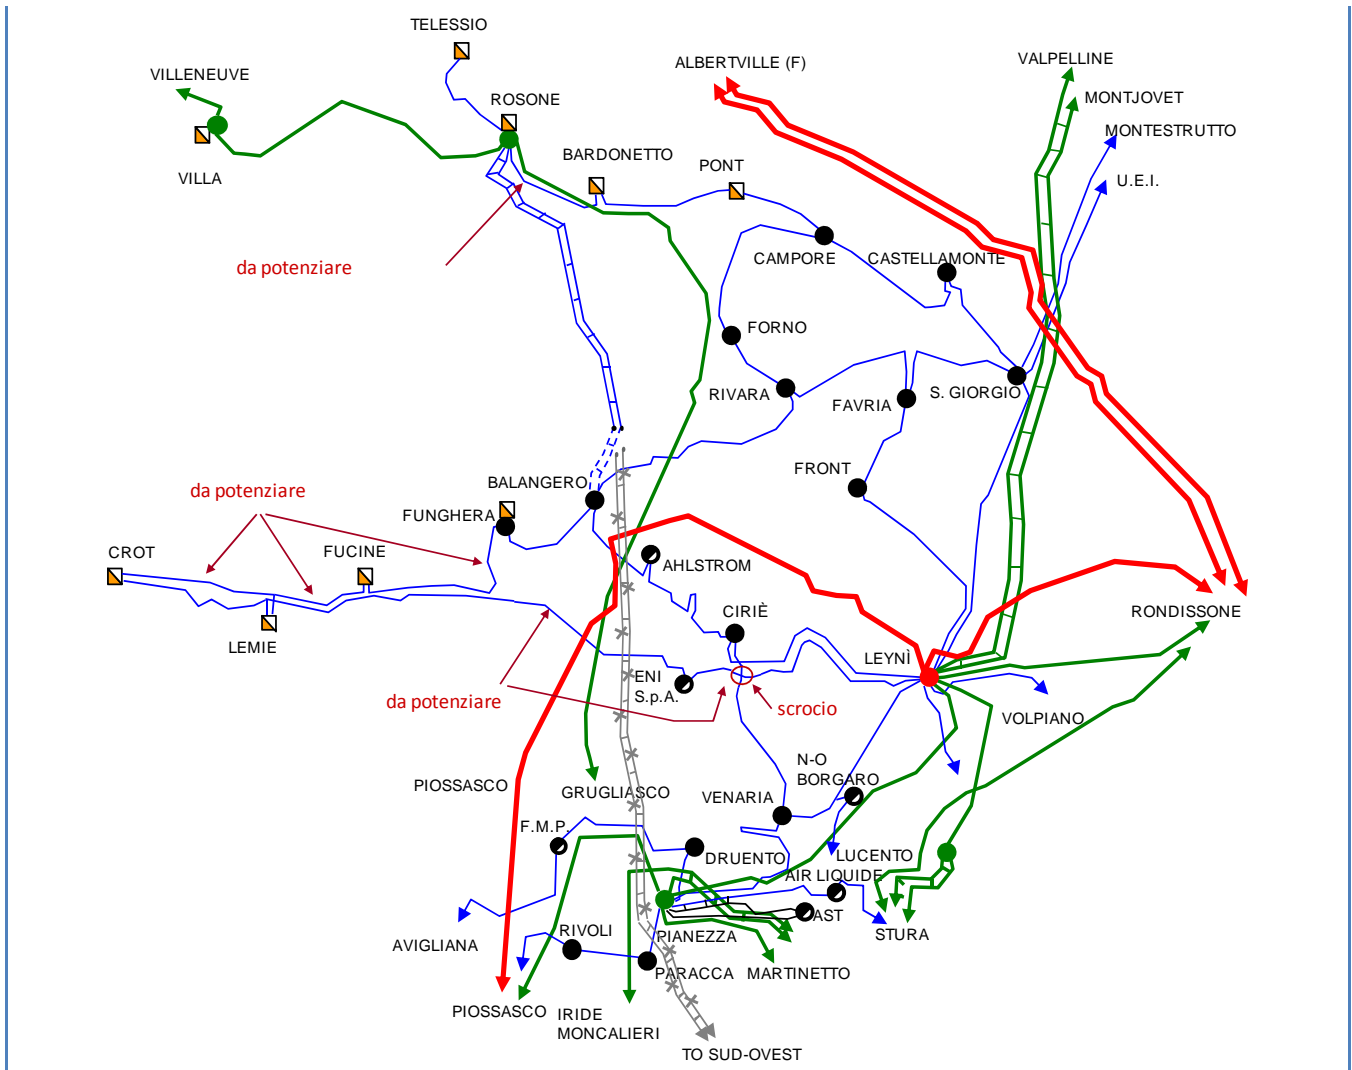 TELESSIO
ALBERTVILLE (F)
VALPELLINE
VILLENEUVE
ROSONE
MONTJOVET
MONTESTRUTTO
BARDONETTO
PONT
VILLA
U.E.I.
da potenziare
CAMPORE
CASTELLAMONTE
FORNO
RIVARA
FAVRIA
S. GIORGIO
FRONT
BALANGERO
da potenziare
FUNGHERA
CROT
FUCINE
AHLSTROM
RONDISSONE
CIRIÈ
LEMIE
LEYNÌ
ENI
S.p.A.
da potenziare
scrocio
VOLPIANO
N-O
BORGARO
PIOSSASCO
GRUGLIASCO
VENARIA
F.M.P.
DRUENTO
LUCENTO
AIR LIQUIDE
AST
RIVOLI
PIANEZZA
STURA
AVIGLIANA
PARACCA
MARTINETTO
PIOSSASCO
IRIDE
MONCALIERI
TO SUD-OVEST